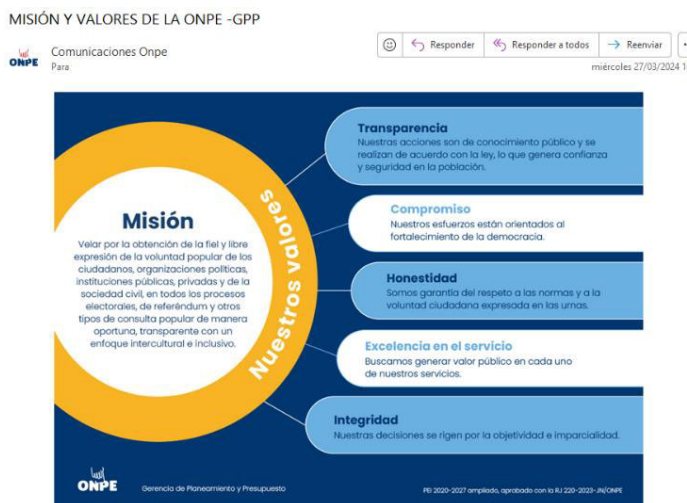 MISIÓN Y VALORES DE LA ONPE -GPP
ONPE
Comunicaciones Onpe
Para
Responder
Responder a todos
Reenviar
miércoles 27/03/2024 1
Misión
Velar por la obtención de la fiel y libre
expresión de la voluntad popular de los
ciudadanos, organizaciones políticas,
instituciones públicas, privadas y de la
sociedad civil, en todos los procesos
electorales, de referéndum y otros
tipos de consulta popular de manera
oportuna, transparente con un
enfoque intercultural e inclusivo.
Nuestros valores
Transparencia
Nuestras acciones son de conocimiento público y se
realizan de acuerdo con la ley, lo que genera confianza
y seguridad en la población.
Compromiso
Nuestros esfuerzos están orientados al
fortalecimiento de la democracia.
Honestidad
Somos garantía del respeto a las normas y a la
voluntad ciudadana expresada en las urnas.
Excelencia en el servicio
Buscamos generar valor público en cada uno
de nuestros servicios.
Integridad
Nuestras decisiones se rigen por la objetividad e imparcialidad.
ONPE
Gerencia de Planeamiento y Presupuesto
PEI 2020-2027 ampliado, aprobado con la RJ 220-2023-JN/ONPE